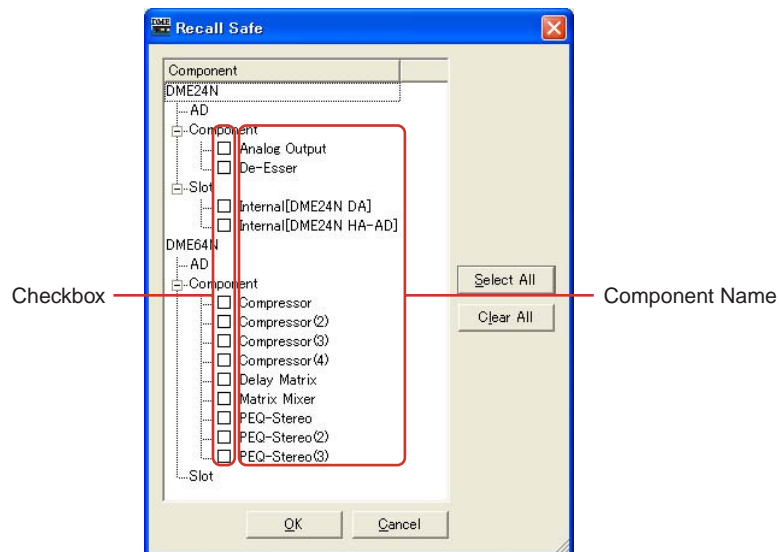 DME
Recall Safe
Component
DME24N
AD
Component
Analog Output
De-Esser
Slot
Internal[DME24N DA]
Internal[DME24N HA-AD]
DME64N
AD
Component
Compressor
Compressor(2)
Compressor(3)
Compressor(4)
Delay Matrix
Matrix Mixer
PEQ-Stereo
PEQ-Stereo(2)
PEQ-Stereo(3)
Slot
Select All
Clear All
Checkbox
Component Name
OK
Cancel